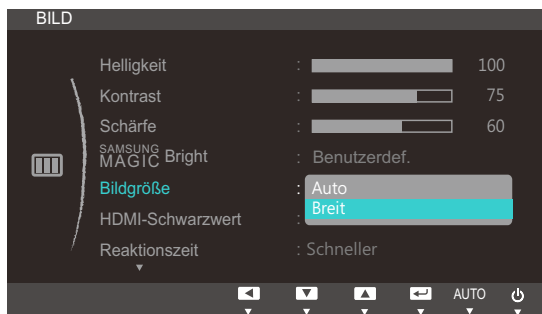 BILD
Helligkeit : 100
Kontrast : 75
Schärfe : 60
SAMSUNG MAGIC Bright : Benutzerdef.
Bildgröße : Auto
Breit
HDMI-Schwarzwert :
Reaktionszeit : Schneller
AUTO